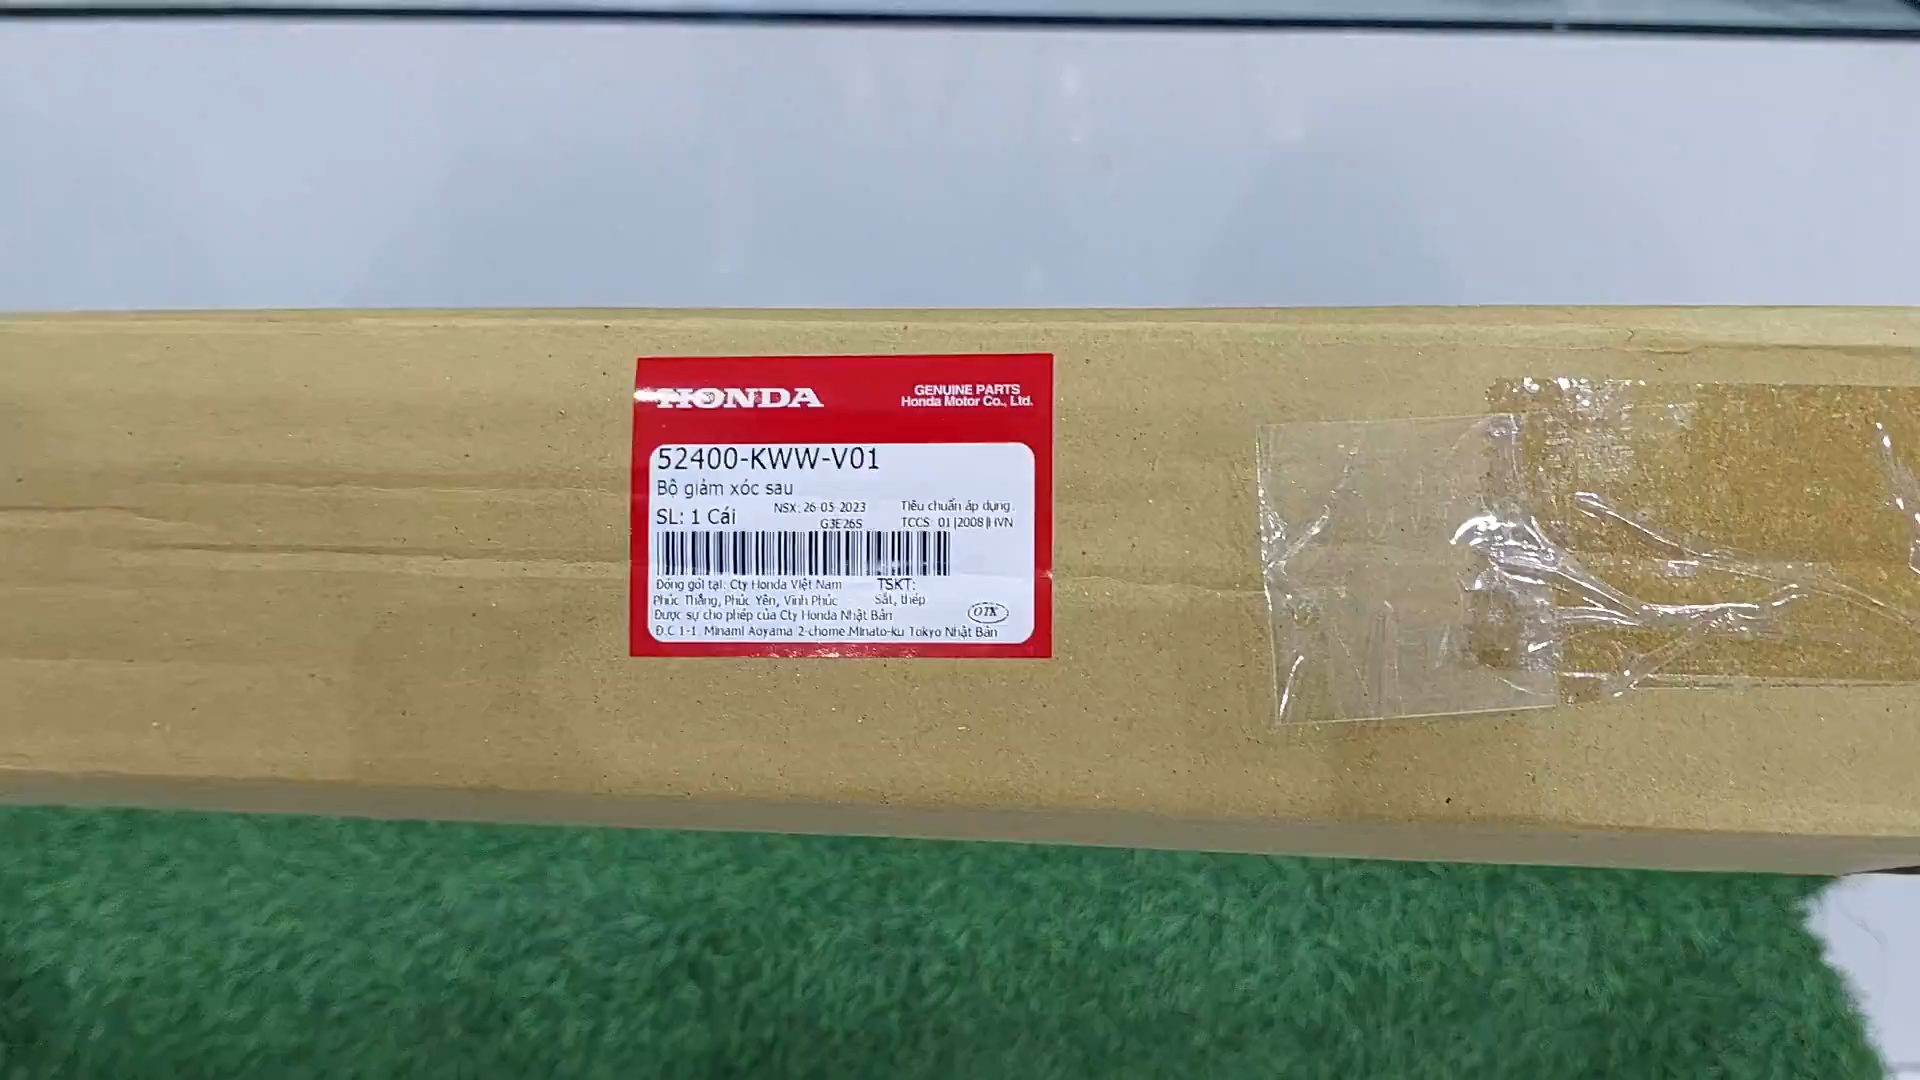 HONDA
GENUINE PARTS
Honda Motor Co., Ltd.
52400-KWW-V01
Bộ giảm xóc sau
SL: 1 Cái
NSX: 26-05-2023
G3E26S
Tiêu chuẩn áp dụng:
TCCS: 01|2008|HVN
Đóng gói tại: Cty Honda Việt Nam
Phúc Thắng, Phúc Yên, Vĩnh Phúc
TSKT:
Sắt, thép
Được sự cho phép của Cty Honda Nhật Bản
Đ.C 1-1, Minami Aoyama 2-chome Minato-ku Tokyo Nhật Bản
OTK